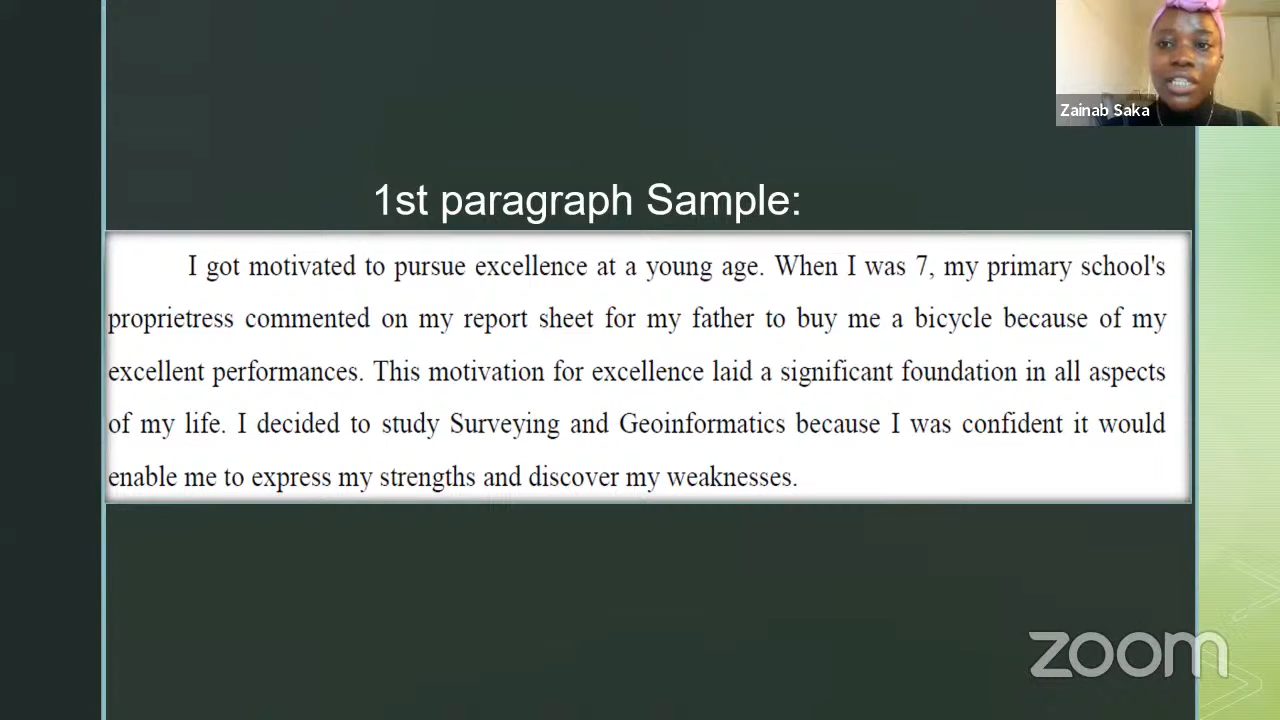 Zainab Saka
1st paragraph Sample:
I got motivated to pursue excellence at a young age. When I was 7, my primary school's
proprietress commented on my report sheet for my father to buy me a bicycle because of my
excellent performances. This motivation for excellence laid a significant foundation in all aspects
of my life. I decided to study Surveying and Geoinformatics because I was confident it would
enable me to express my strengths and discover my weaknesses.
zoom